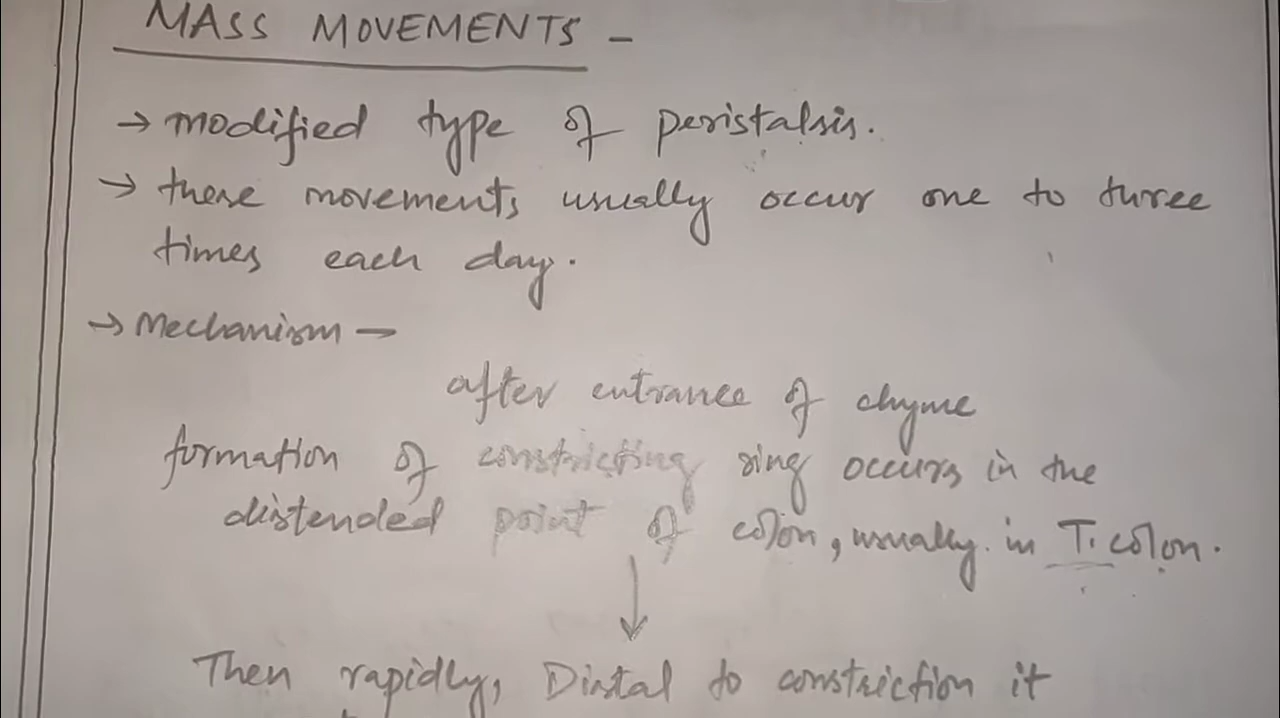 MASS MOVEMENTS -
→ modified type of peristalsis.
→ these movements usually occur one to three
times each day.
→ Mechanism -
after entrance of chyme
formation of constricting ring occurs in the
distended point of colon, usually in T. colon.
↓
Then rapidly, Distal to constriction it